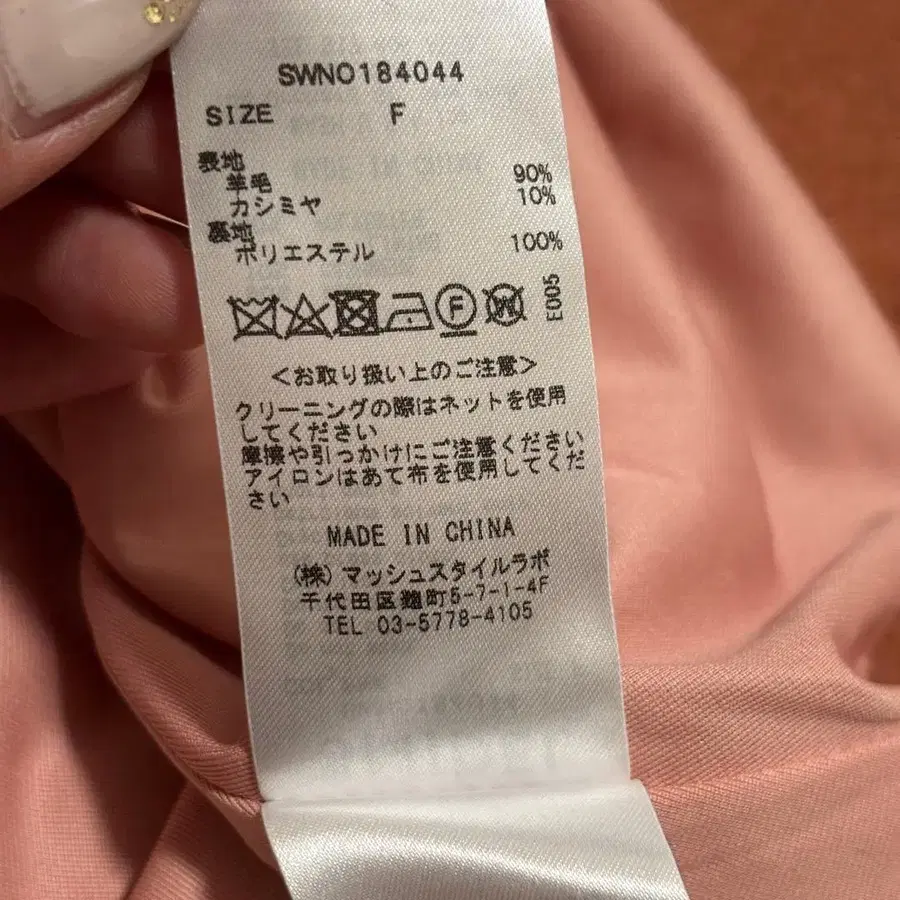 SWNO184044
SIZE F
表地
羊毛 90%
カシミヤ 10%
裏地
ポリエステル 100%
F W E005
<お取り扱い上のご注意>
クリーニングの際はネットを使用
してください
摩擦や引っかけにご注意ください
アイロンはあて布を使用してくだ
さい
MADE IN CHINA
(株)マッシュスタイルラボ
千代田区麹町5-7-1-4F
TEL 03-5778-4105